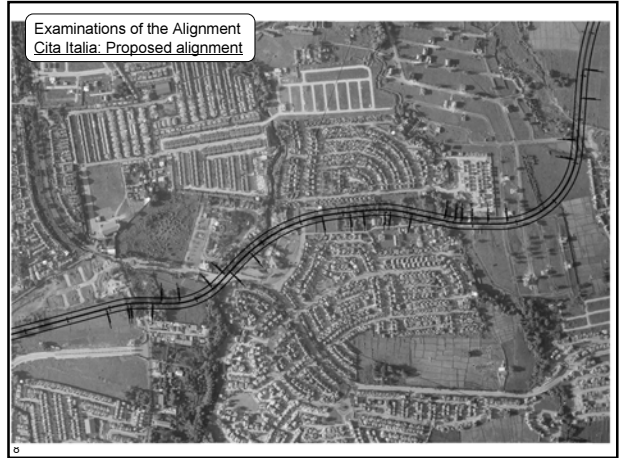 Examinations of the Alignment
Cita Italia: Proposed alignment
8